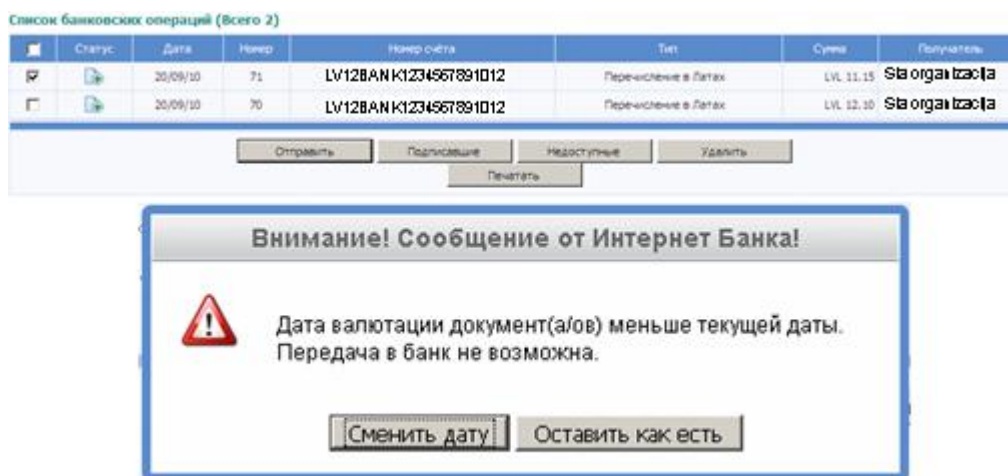 Список банковских операций (Всего 2)
Статус Дата Номер Номер счёта Тип Сумма Получатель
20/09/10 71 LV12BANK1234567891012 Перечисление в Латах LVL 11.15 Sia organizacija
20/09/10 70 LV12BANK1234567891012 Перечисление в Латах LVL 12.10 Sia organizacija
Отправить Подписавшие Недоступные Удалить
Печатать
Внимание! Сообщение от Интернет Банка!
Дата валютации документ(а/ов) меньше текущей даты.
Передача в банк не возможна.
Сменить дату Оставить как есть